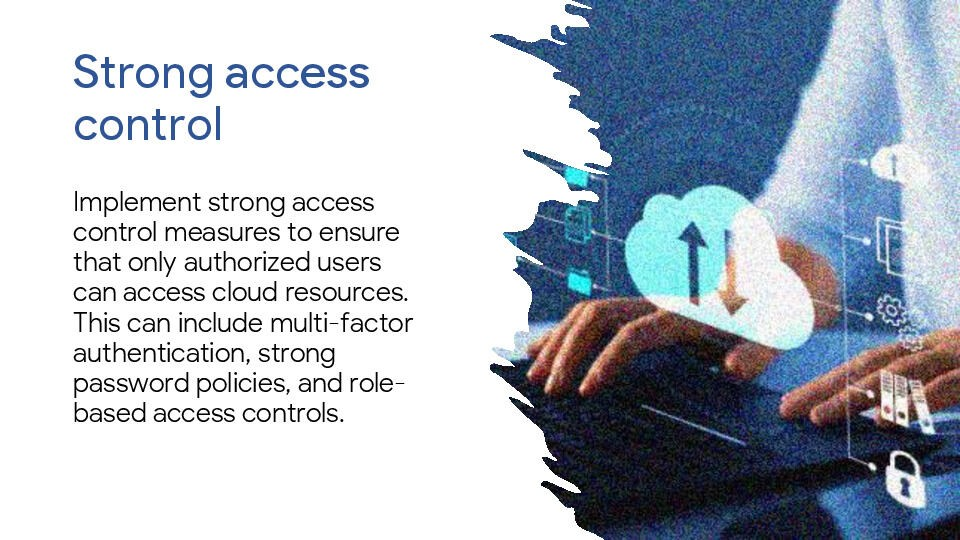 Strong access
control
Implement strong access
control measures to ensure
that only authorized users
can access cloud resources.
This can include multi-factor
authentication, strong
password policies, and role-
based access controls.